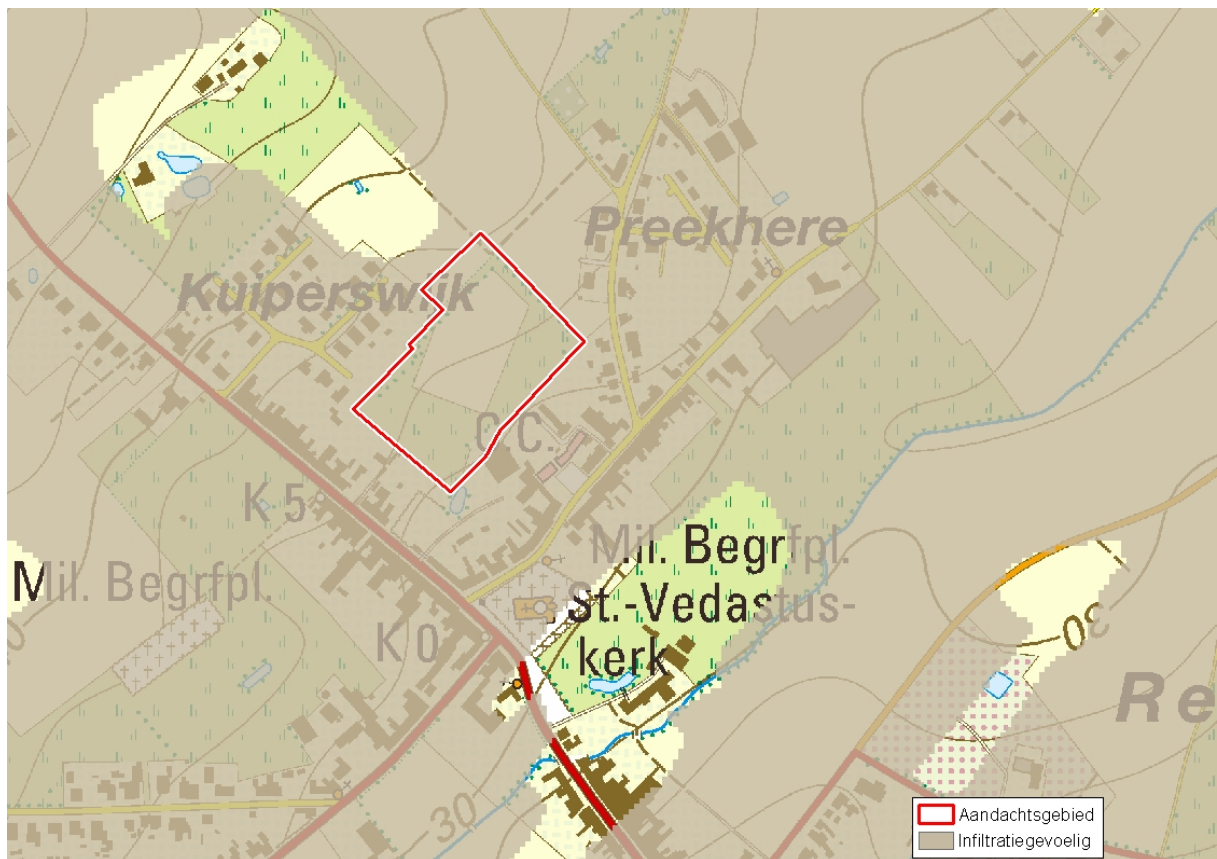 Preekhere
Kuiperswijk
C.C.
K 5
Mil. Begrfpl.
Mil. Begrfpl.
St.-Vedastus-
kerk
K 0
30
30
Re
Aandachtsgebied
Infiltratiegevoelig